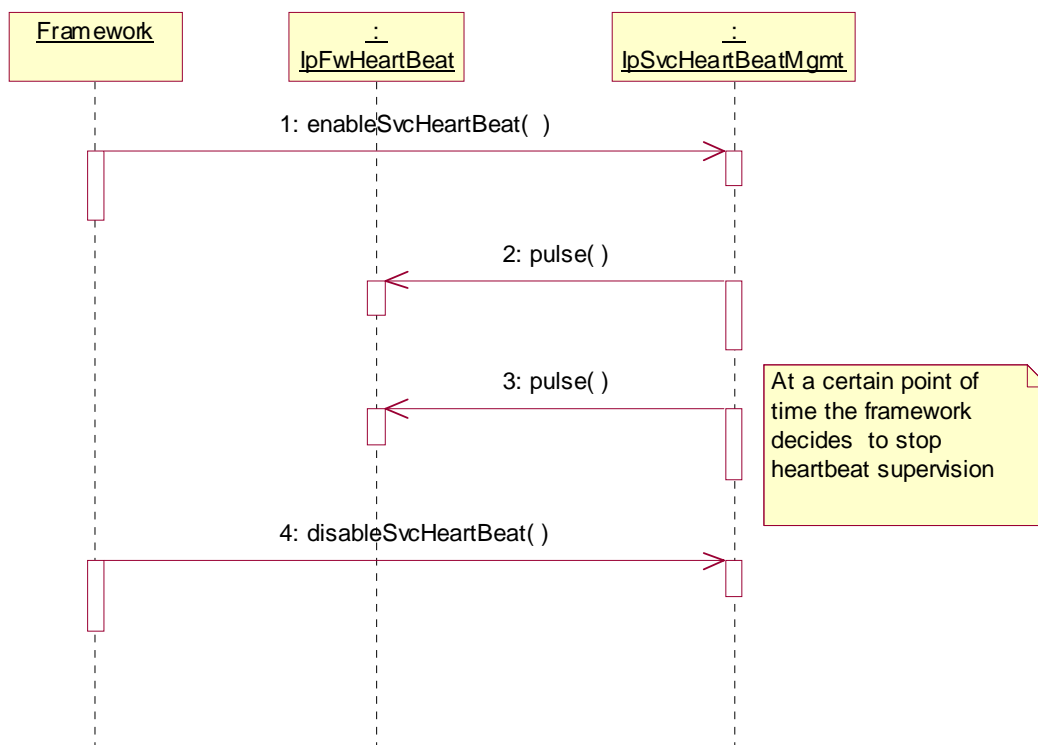 Framework
:
IpFwHeartBeat
:
IpSvcHeartBeatMgmt
1: enableSvcHeartBeat( )
2: pulse( )
3: pulse( )
At a certain point of
time the framework
decides to stop
heartbeat supervision
4: disableSvcHeartBeat( )